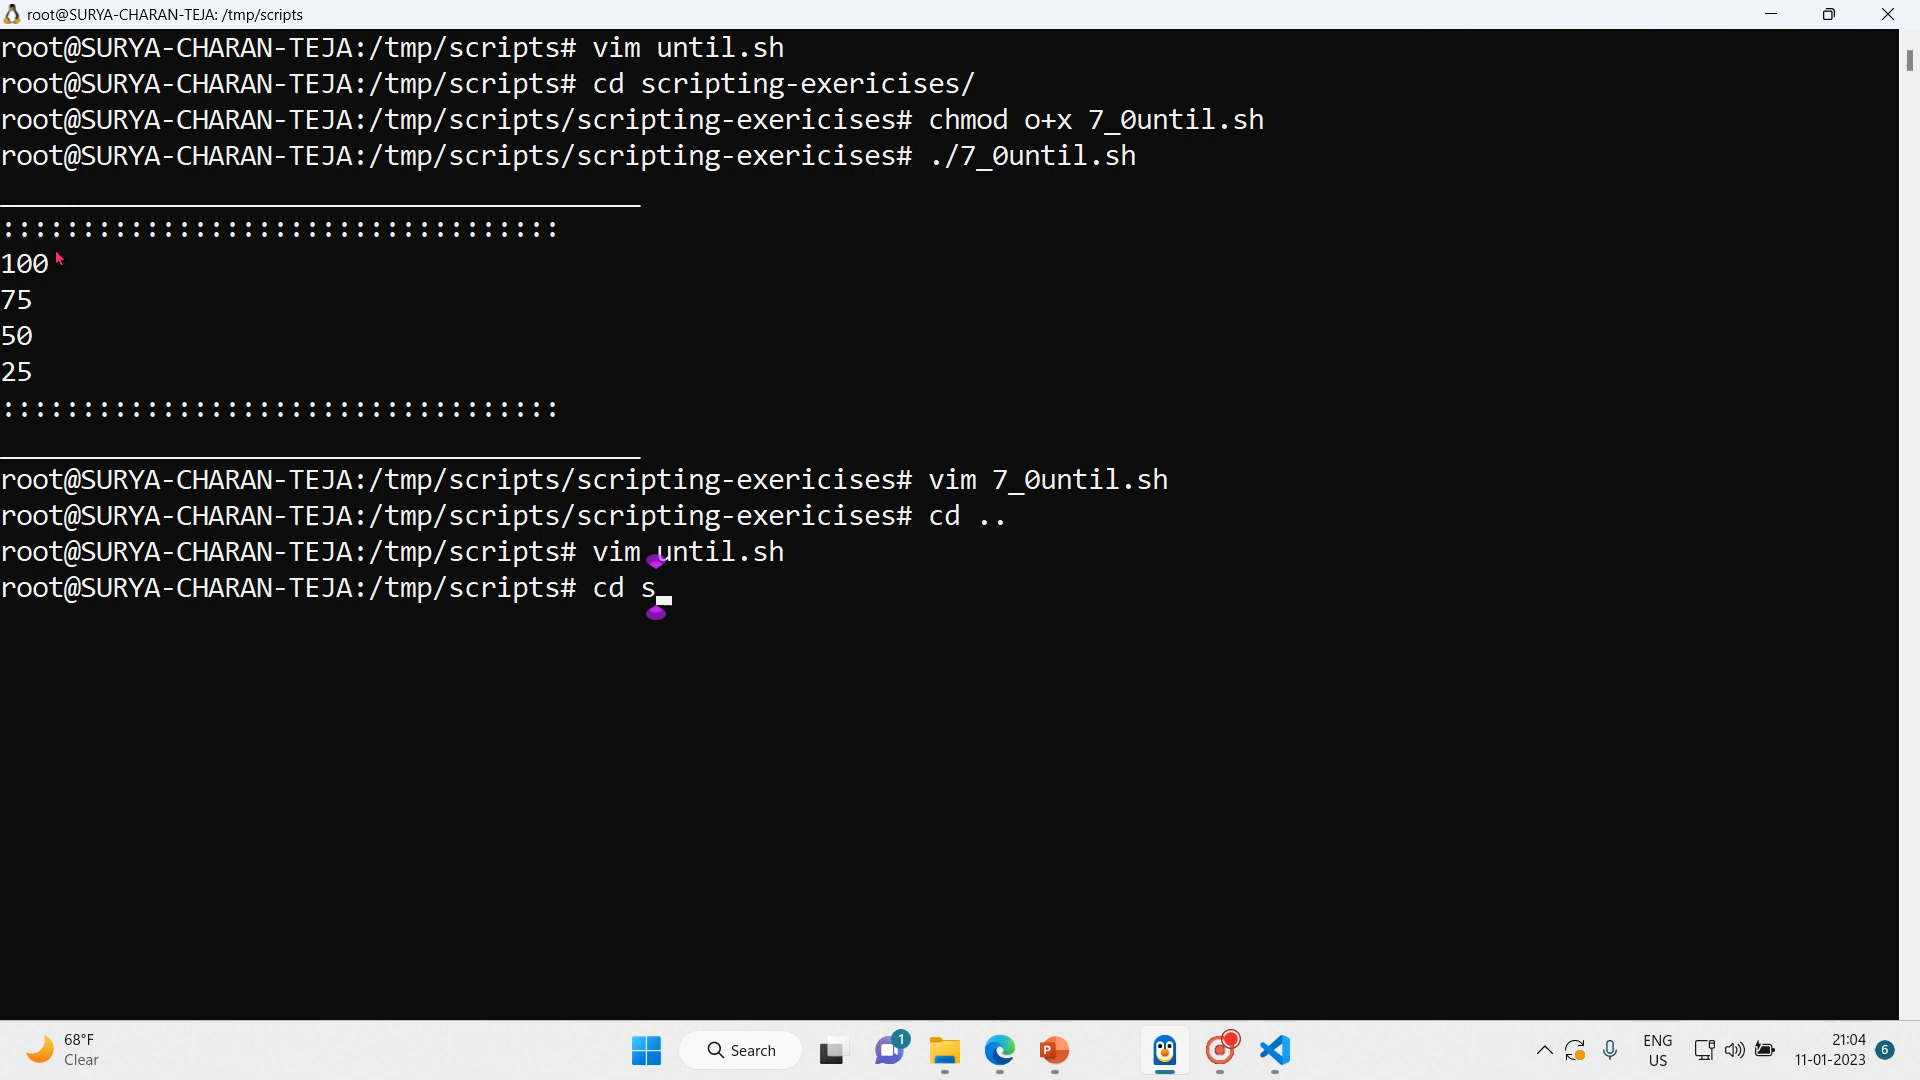 root@SURYA-CHARAN-TEJA: /tmp/scripts
root@SURYA-CHARAN-TEJA:/tmp/scripts# vim until.sh
root@SURYA-CHARAN-TEJA:/tmp/scripts# cd scripting-exericises/
root@SURYA-CHARAN-TEJA:/tmp/scripts/scripting-exericises# chmod o+x 7_0until.sh
root@SURYA-CHARAN-TEJA:/tmp/scripts/scripting-exericises# ./7_0until.sh
________________________________________
:::::::::::::::::::::::::::::::::::
100
75
50
25
:::::::::::::::::::::::::::::::::::
________________________________________
root@SURYA-CHARAN-TEJA:/tmp/scripts/scripting-exericises# vim 7_0until.sh
root@SURYA-CHARAN-TEJA:/tmp/scripts/scripting-exericises# cd ..
root@SURYA-CHARAN-TEJA:/tmp/scripts# vim until.sh
root@SURYA-CHARAN-TEJA:/tmp/scripts# cd s
68°F
Clear
Search
1
ENG
US
21:04
11-01-2023
6